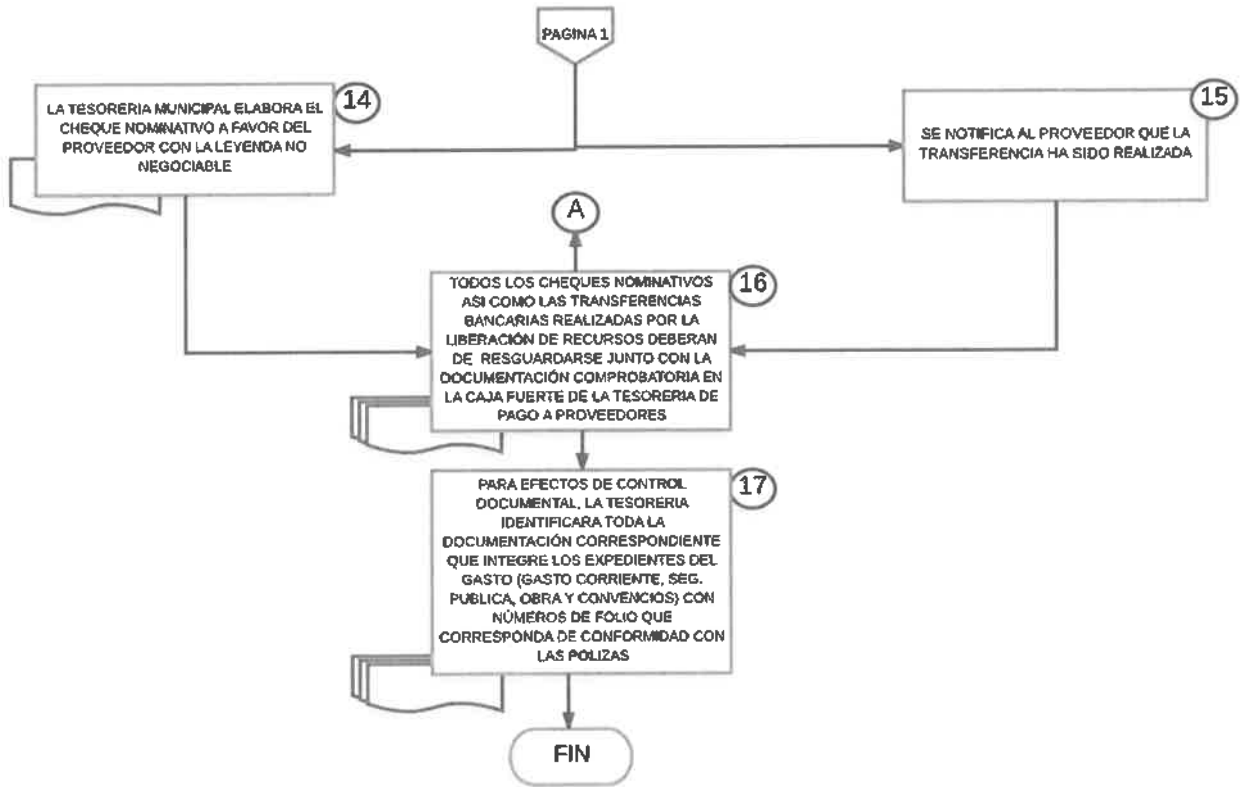 PAGINA 1
14
LA TESORERIA MUNICIPAL ELABORA EL
CHEQUE NOMINATIVO A FAVOR DEL
PROVEEDOR CON LA LEYENDA NO
NEGOCIABLE
15
SE NOTIFICA AL PROVEEDOR QUE LA
TRANSFERENCIA HA SIDO REALIZADA
A
16
TODOS LOS CHEQUES NOMINATIVOS
ASI COMO LAS TRANSFERENCIAS
BANCARIAS REALIZADAS POR LA
LIBERACIÓN DE RECURSOS DEBERAN
DE RESGUARDARSE JUNTO CON LA
DOCUMENTACIÓN COMPROBATORIA EN
LA CAJA FUERTE DE LA TESORERIA DE
PAGO A PROVEEDORES
17
PARA EFECTOS DE CONTROL
DOCUMENTAL, LA TESORERIA
IDENTIFICARA TODA LA
DOCUMENTACIÓN CORRESPONDIENTE
QUE INTEGRE LOS EXPEDIENTES DEL
GASTO (GASTO CORRIENTE, SEG.
PUBLICA, OBRA Y CONVENCIOS) CON
NÚMEROS DE FOLIO QUE
CORRESPONDA DE CONFORMIDAD CON
LAS POLIZAS
FIN